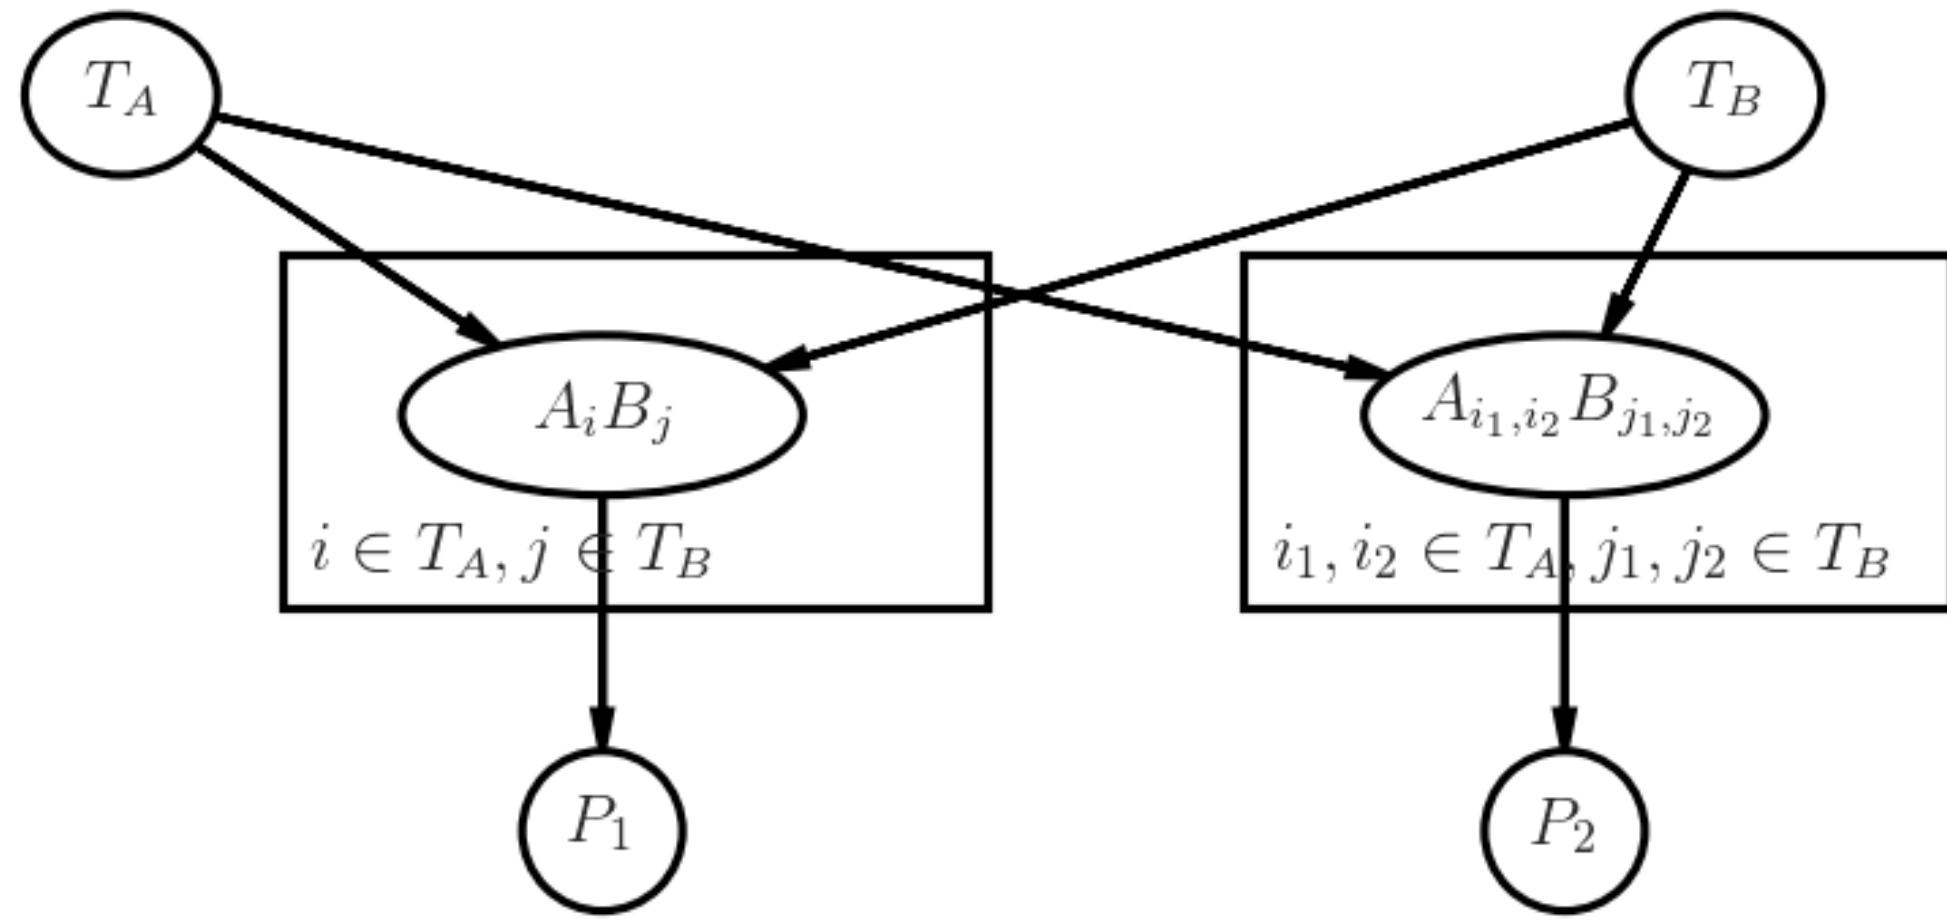 T_A
T_B
A_i B_j
A_{i_1,i_2} B_{j_1,j_2}
i ∈ T_A, j ∈ T_B
i_1, i_2 ∈ T_A, j_1, j_2 ∈ T_B
P_1
P_2